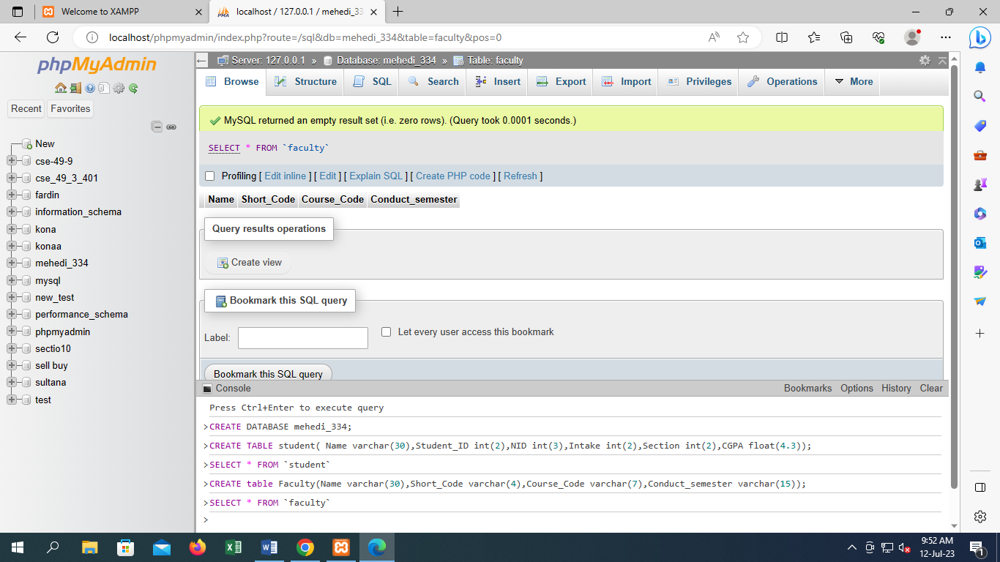 Welcome to XAMPP
localhost / 127.0.0.1 / mehedi_33
localhost/phpmyadmin/index.php?route=/sql&db=mehedi_334&table=faculty&pos=0
phpMyAdmin
Recent Favorites
New
cse-49-9
cse_49_3_401
fardin
information_schema
kona
konaa
mehedi_334
mysql
new_test
performance_schema
phpmyadmin
sectio10
sell buy
sultana
test
Server: 127.0.0.1 » Database: mehedi_334 » Table: faculty
Browse Structure SQL Search Insert Export Import Privileges Operations More
MySQL returned an empty result set (i.e. zero rows). (Query took 0.0001 seconds.)
SELECT * FROM `faculty`
Profiling [ Edit inline ] [ Edit ] [ Explain SQL ] [ Create PHP code ] [ Refresh ]
Name Short_Code Course_Code Conduct_semester
Query results operations
Create view
Bookmark this SQL query
Label: Let every user access this bookmark
Bookmark this SQL query
Console Bookmarks Options History Clear
Press Ctrl+Enter to execute query
>CREATE DATABASE mehedi_334;
>CREATE TABLE student( Name varchar(30),Student_ID int(2),NID int(3),Intake int(2),Section int(2),CGPA float(4.3));
>SELECT * FROM `student`
>CREATE table Faculty(Name varchar(30),Short_Code varchar(4),Course_Code varchar(7),Conduct_semester varchar(15));
>SELECT * FROM `faculty`
>
9:52 AM
12-Jul-23
1